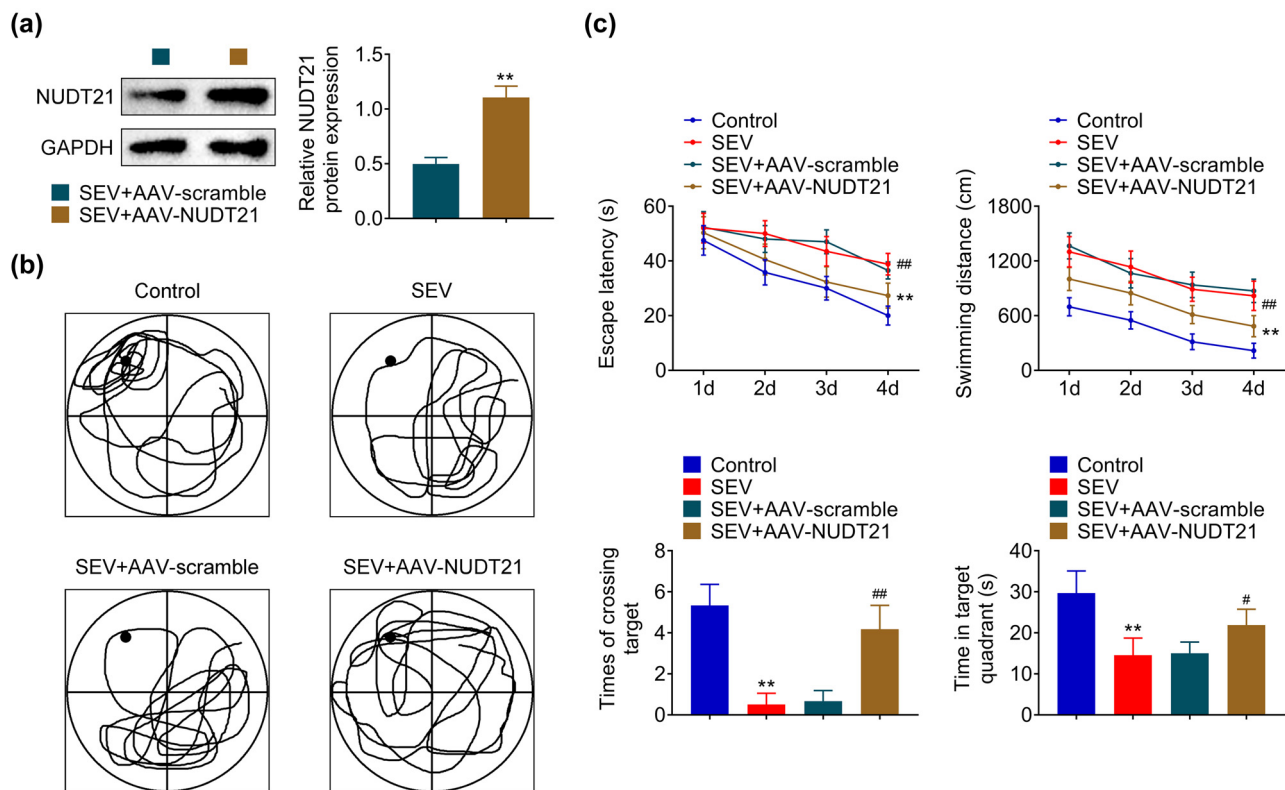 (a)
NUDT21
GAPDH
SEV+AAV-scramble
SEV+AAV-NUDT21
Relative NUDT21
protein expression
1.5
1.0
0.5
0.0
**
(b)
Control
SEV
SEV+AAV-scramble
SEV+AAV-NUDT21
(c)
Control
SEV
SEV+AAV-scramble
SEV+AAV-NUDT21
Escape latency (s)
60
40
20
0
##
**
1d 2d 3d 4d
Control
SEV
SEV+AAV-scramble
SEV+AAV-NUDT21
Swimming distance (cm)
1800
1200
600
0
##
**
1d 2d 3d 4d
Control
SEV
SEV+AAV-scramble
SEV+AAV-NUDT21
Times of crossing
target
8
6
4
2
0
**
##
Control
SEV
SEV+AAV-scramble
SEV+AAV-NUDT21
Time in target
quadrant (s)
40
30
20
10
0
**
#